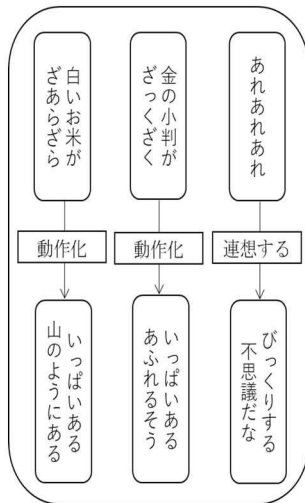 あれあれあれ
連想する
びっくりする
不思議だな
金の小判が
ざっくざく
動作化
いっぱいある
あふれるそう
白いお米が
ざあらざら
動作化
いっぱいある
山のようにある